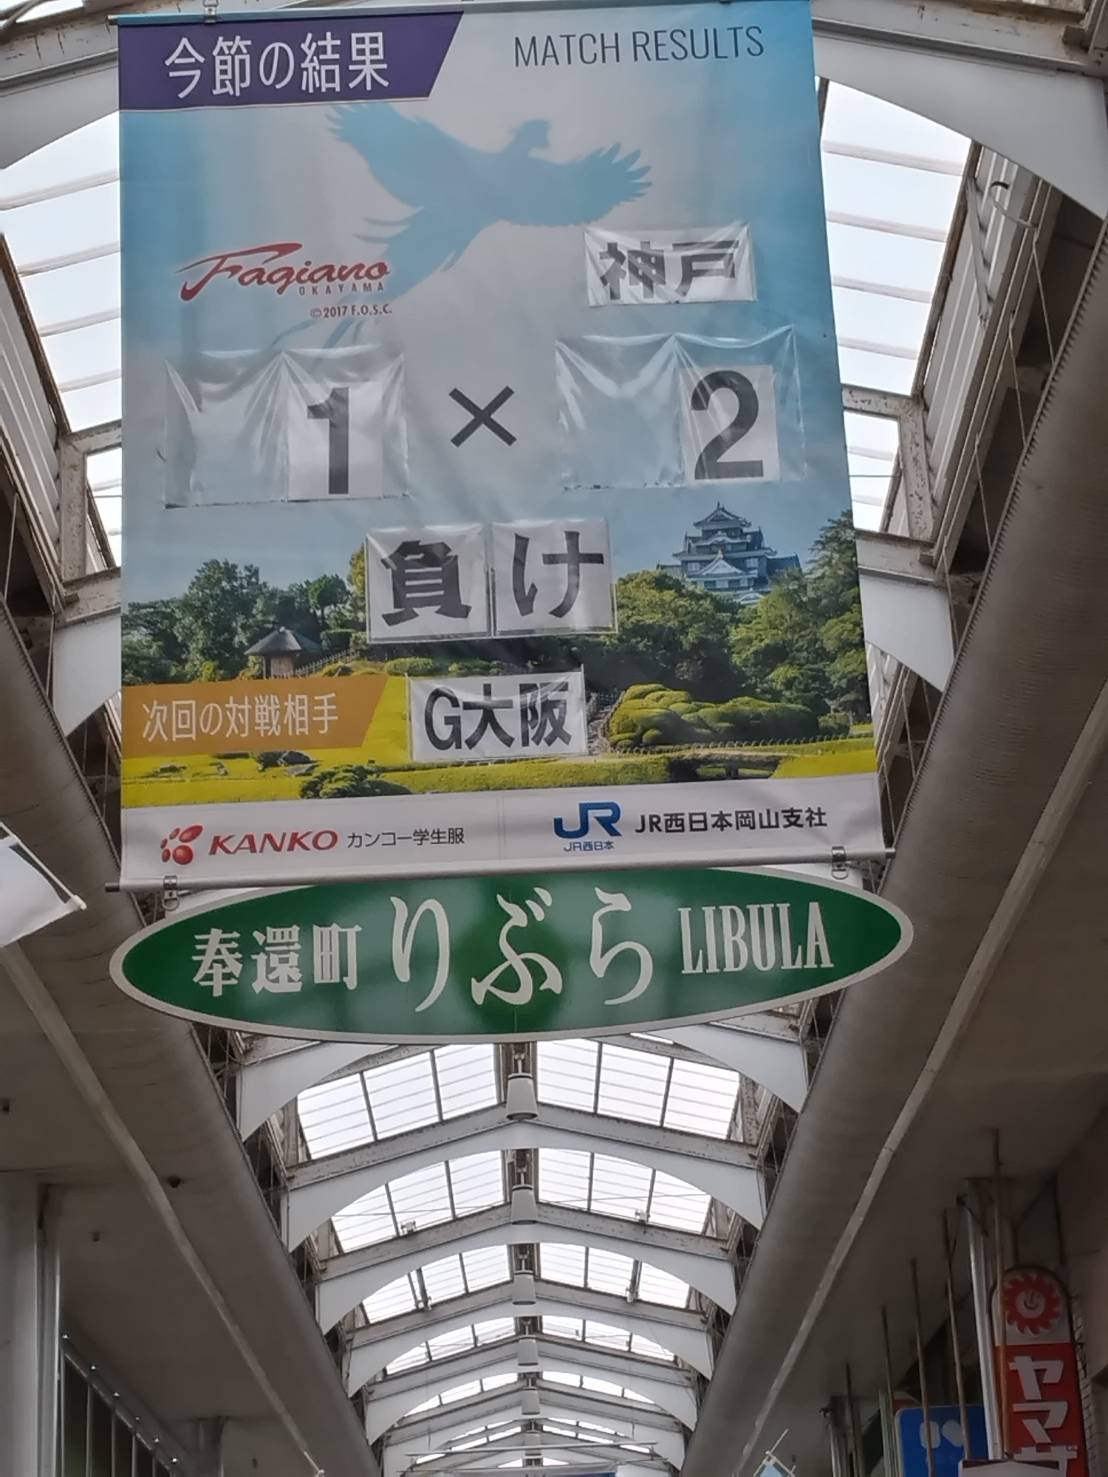 今節の結果
MATCH RESULTS
神戸
Fagiano
OKAYAMA
©2017 F.O.S.C.
1 × 2
負け
次回の対戦相手
G大阪
KANKO カンコー学生服
JR
JR西日本
JR西日本岡山支社
奉還町 りぶら LIBULA
ヤマザ